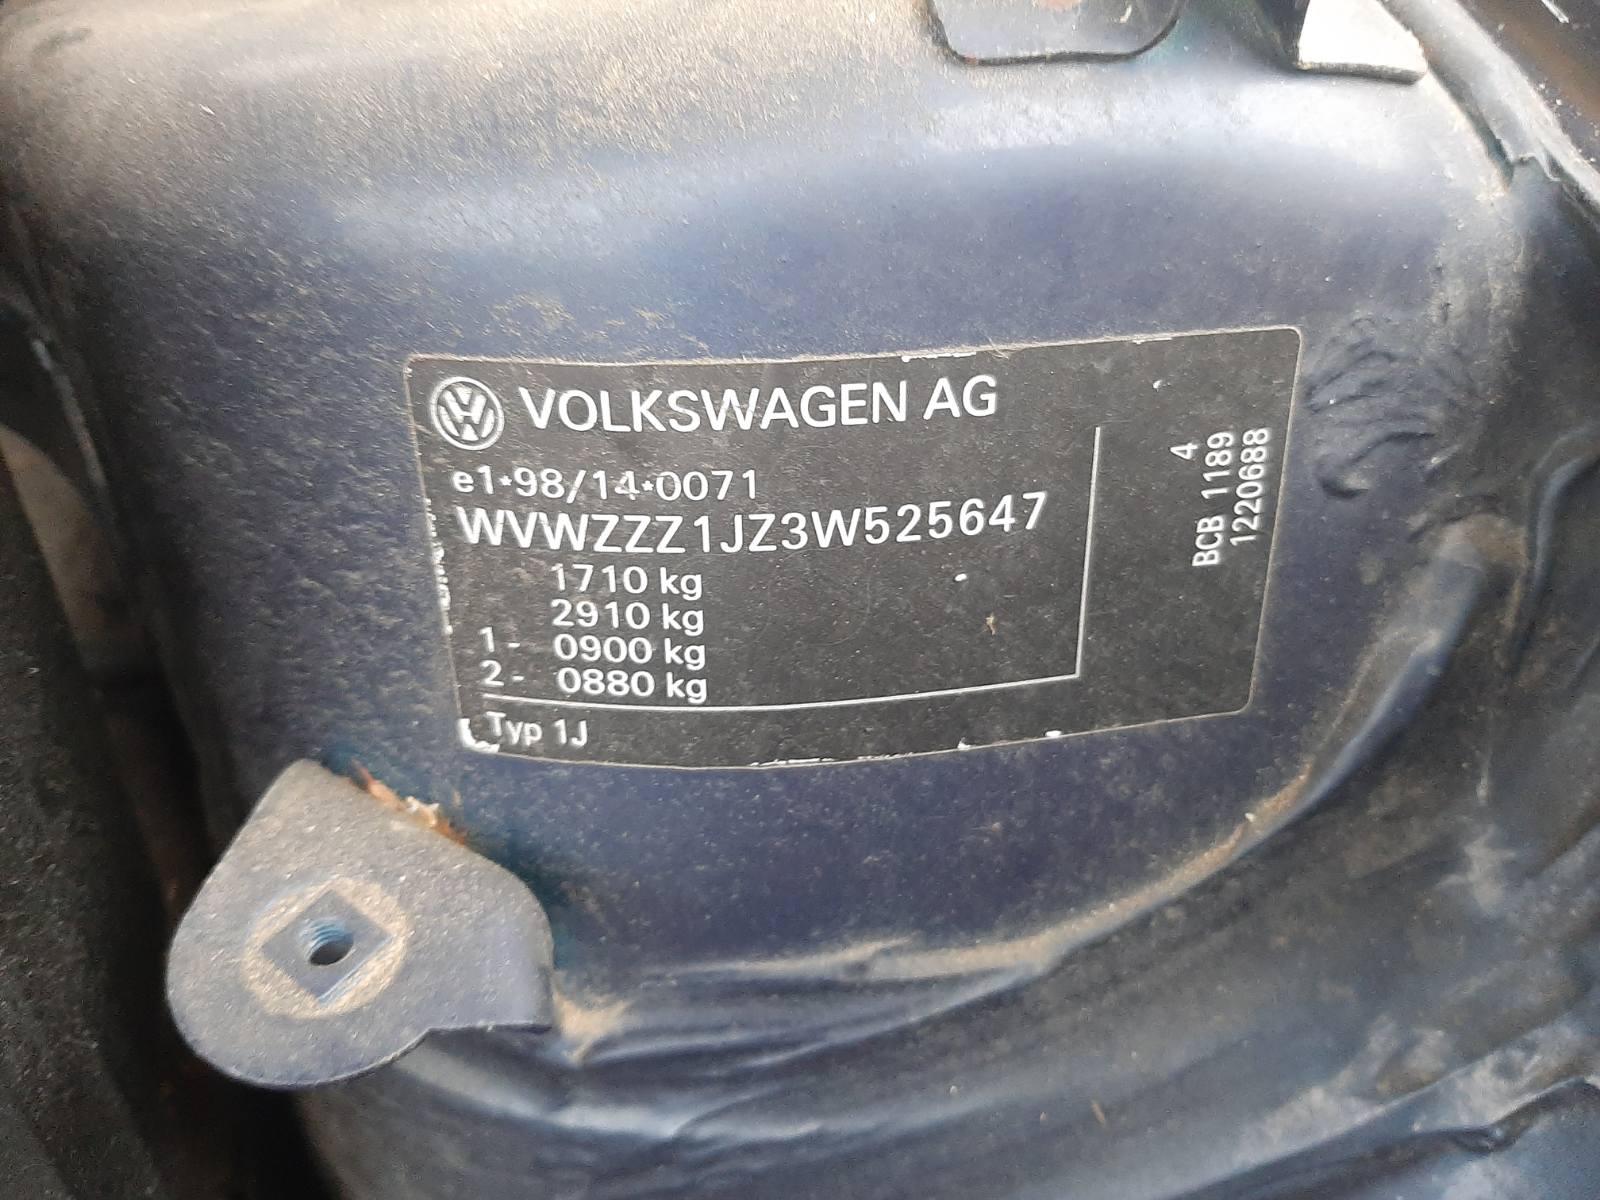 VOLKSWAGEN AG
e1*98/14*0071
WVWZZZ1JZ3W525647
1710 kg
2910 kg
1- 0900 kg
2- 0880 kg
Typ 1J
4
BCB 1189
1220688